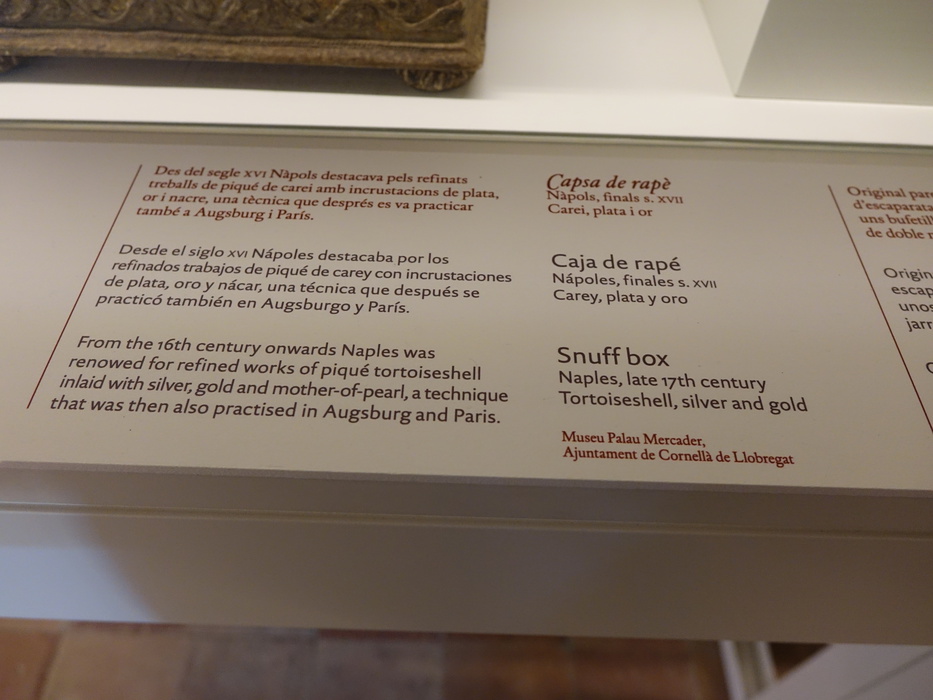 Des del segle XVI Nàpols destacava pels refinats
treballs de piqué de carei amb incrustacions de plata,
or i nacre, una tècnica que després es va practicar
també a Augsburg i París.
Desde el siglo XVI Nápoles destacaba por los
refinados trabajos de piqué de carey con incrustaciones
de plata, oro y nácar, una técnica que después se
practicó también en Augsburgo y París.
From the 16th century onwards Naples was
renowed for refined works of piqué tortoiseshell
inlaid with silver, gold and mother-of-pearl, a technique
that was then also practised in Augsburg and Paris.
Capsa de rapè
Nàpols, finals s. XVII
Carei, plata i or
Caja de rapé
Nápoles, finales s. XVII
Carey, plata y oro
Snuff box
Naples, late 17th century
Tortoiseshell, silver and gold
Museu Palau Mercader,
Ajuntament de Cornellà de Llobregat
Original
d'escaparata
uns
de doble
unos